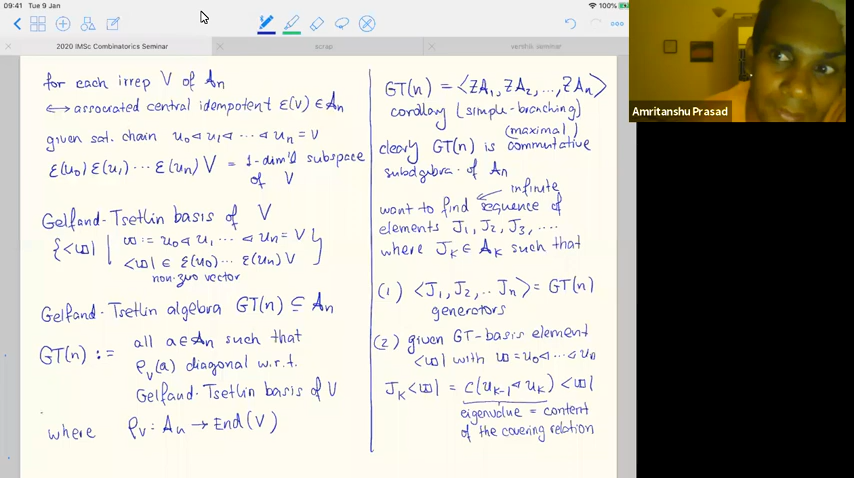 09:41 Tue 9 Jan
100%
2020 IMSc Combinatorics Seminar
scrap
vershik seminar
for each irrep V of An
⟷ associated central idempotent ε(V) ∈ An
given sat. chain u0 ◁ u1 ◁ ··· ◁ un = V
ε(u0) ε(u1) ··· ε(un) V = 1-dim'l subspace
of V
Gelfand-Tsetlin basis of V
{ <𝕦| | 𝕦 := u0 ◁ u1 ··· ◁ un = V
<𝕦| ∈ ε(u0) ··· ε(un) V }
non-zero vector
Gelfand-Tsetlin algebra GT(n) ⊆ An
GT(n) := all a ∈ An such that
ρV(a) diagonal w.r.t.
Gelfand-Tsetlin basis of V
where ρV : An → End(V)
GT(n) = <ZA1, ZA2, ..., ZAn>
corollary (simple-branching)
(maximal)
clearly GT(n) is commutative
subalgebra of An
infinite
want to find sequence of
elements J1, J2, J3, ...
where JK ∈ AK such that
(1) <J1, J2, .. Jn> = GT(n)
generators
(2) given GT-basis element
<𝕦| with 𝕦 = u0 ◁ ··· ◁ un
JK <𝕦| = c(uK-1 ◁ uK) <𝕦|
eigenvalue = content
of the covering relation
Amritanshu Prasad